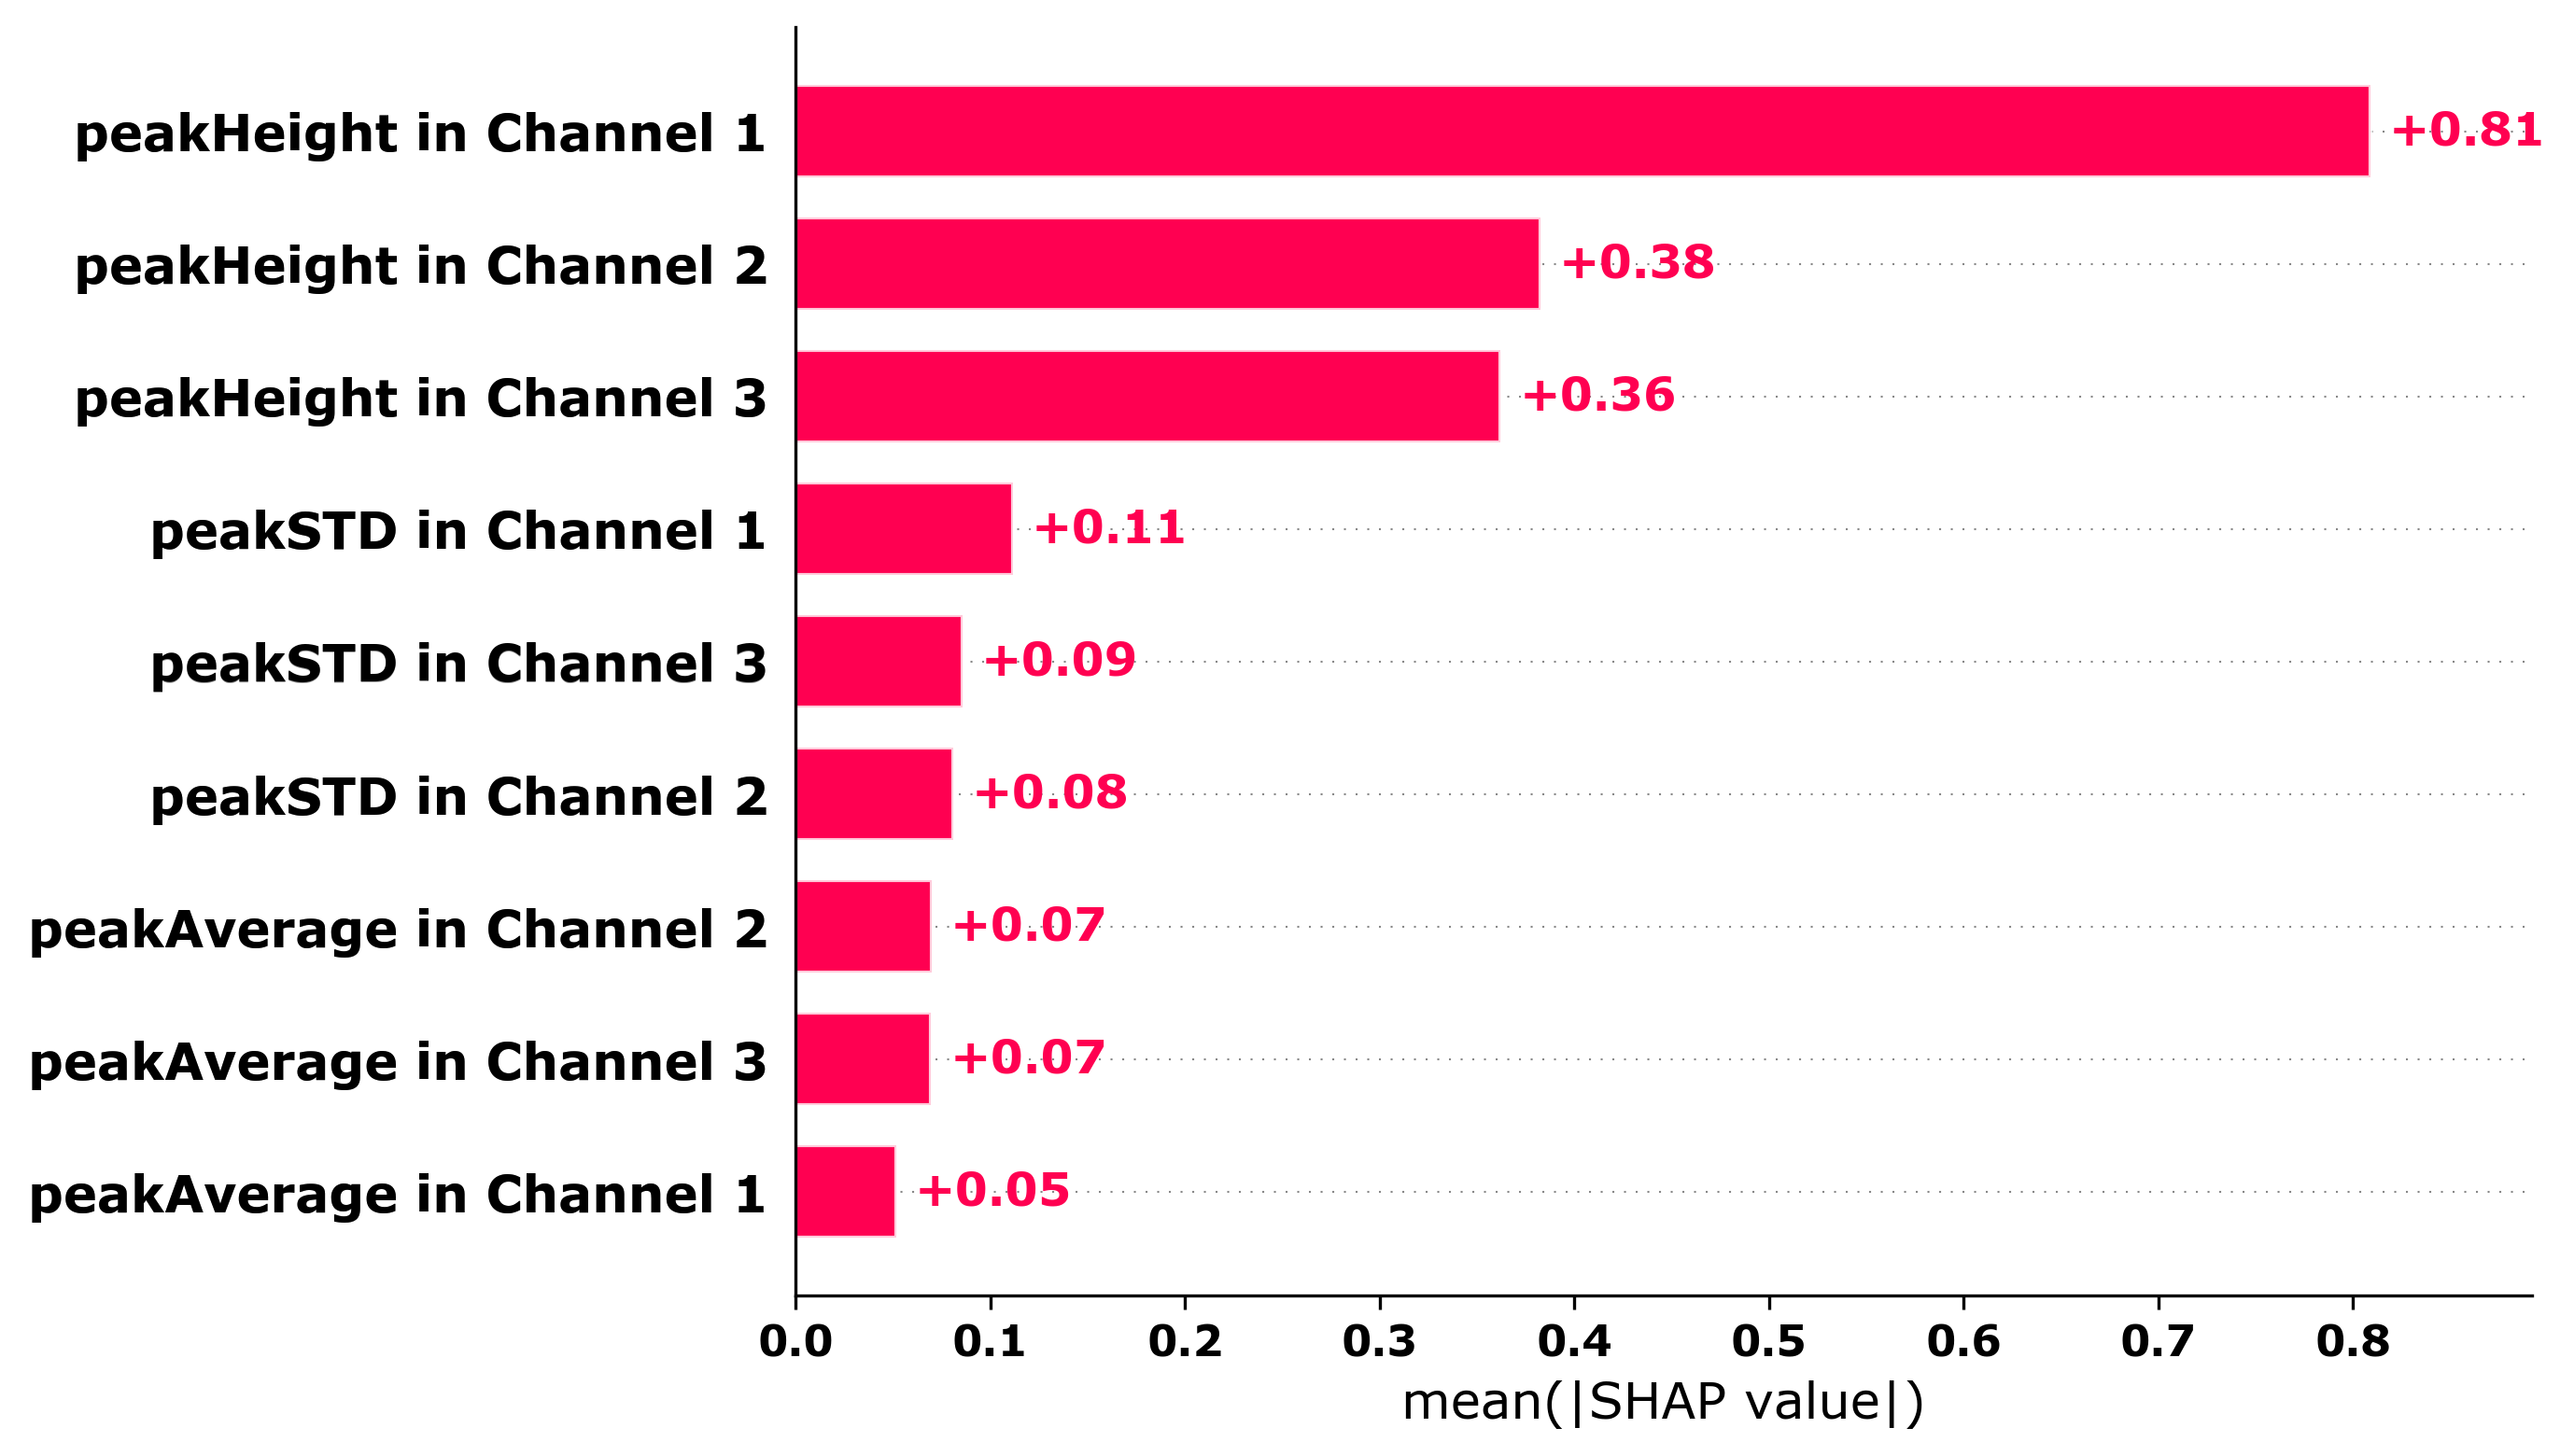 peakHeight in Channel 1 +0.81
peakHeight in Channel 2 +0.38
peakHeight in Channel 3 +0.36
peakSTD in Channel 1 +0.11
peakSTD in Channel 3 +0.09
peakSTD in Channel 2 +0.08
peakAverage in Channel 2 +0.07
peakAverage in Channel 3 +0.07
peakAverage in Channel 1 +0.05
0.0 0.1 0.2 0.3 0.4 0.5 0.6 0.7 0.8
mean(|SHAP value|)